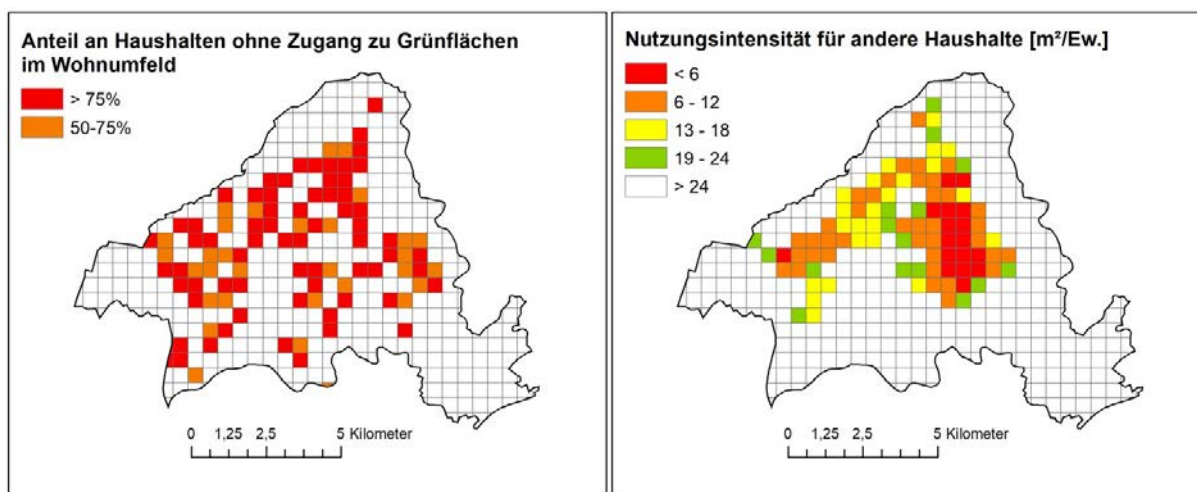 Anteil an Haushalten ohne Zugang zu Grünflächen
im Wohnumfeld
> 75%
50-75%
0 1,25 2,5 5 Kilometer
Nutzungsintensität für andere Haushalte [m²/Ew.]
< 6
6 - 12
13 - 18
19 - 24
> 24
0 1,25 2,5 5 Kilometer